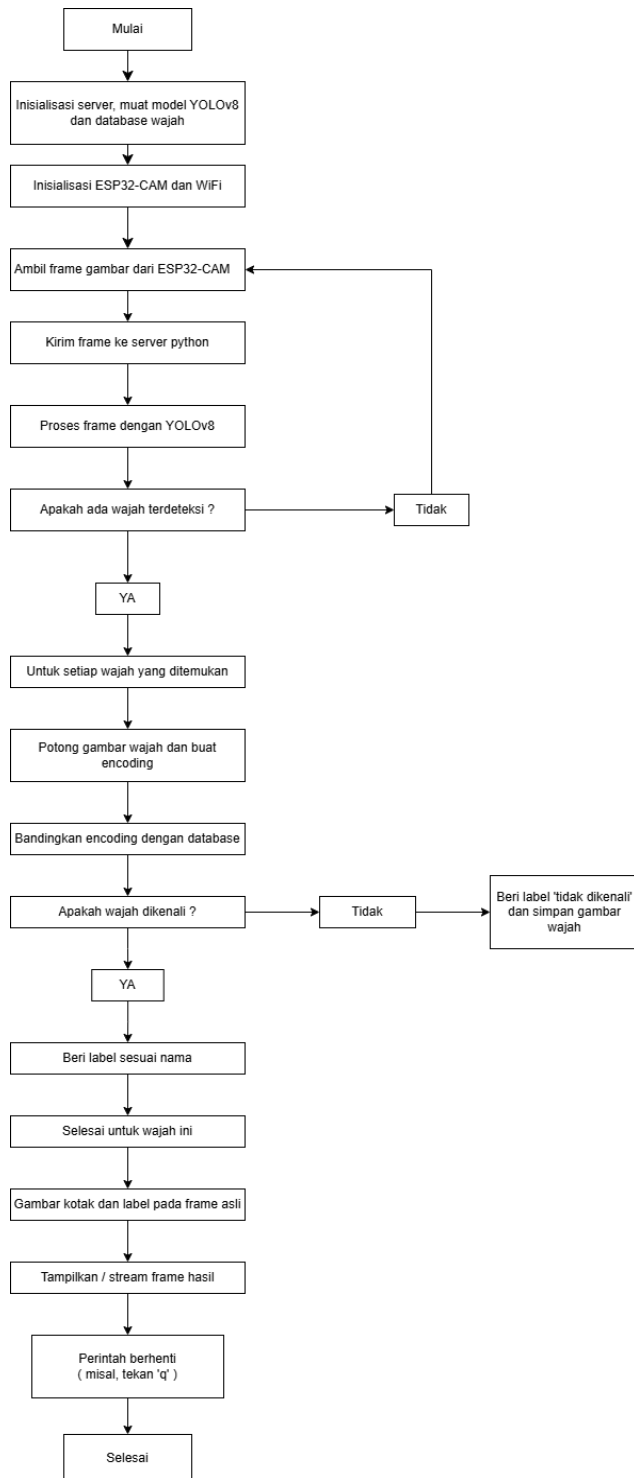 Mulai
Inisialisasi server, muat model YOLOv8
dan database wajah
Inisialisasi ESP32-CAM dan WiFi
Ambil frame gambar dari ESP32-CAM
Kirim frame ke server python
Proses frame dengan YOLOv8
Apakah ada wajah terdeteksi ?
Tidak
YA
Untuk setiap wajah yang ditemukan
Potong gambar wajah dan buat
encoding
Bandingkan encoding dengan database
Apakah wajah dikenali ?
Tidak
Beri label 'tidak dikenali'
dan simpan gambar
wajah
YA
Beri label sesuai nama
Selesai untuk wajah ini
Gambar kotak dan label pada frame asli
Tampilkan / stream frame hasil
Perintah berhenti
( misal, tekan 'q' )
Selesai